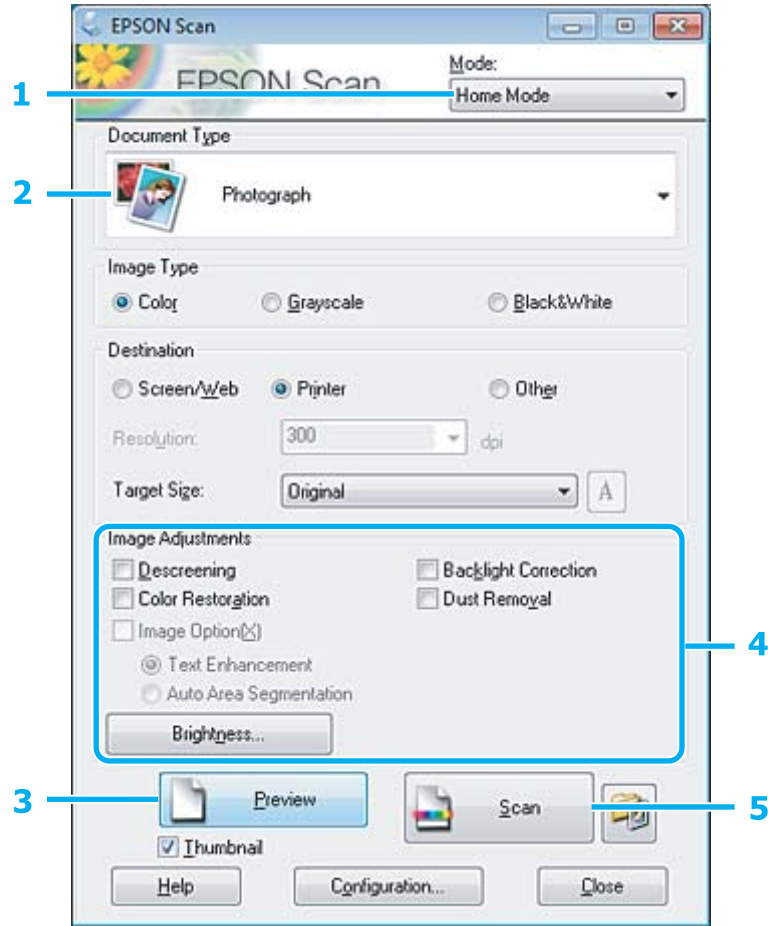 EPSON Scan
EPSON Scan
Mode:
1
Home Mode
Document Type
2
Photograph
Image Type
Color Grayscale Black&White
Destination
Screen/Web Printer Other
Resolution: 300 dpi
Target Size: Original A
Image Adjustments
Descreening Backlight Correction
Color Restoration Dust Removal
Image Option(X)
4
Text Enhancement
Auto Area Segmentation
Brightness...
3 Preview Scan 5
Thumbnail
Help Configuration... Close